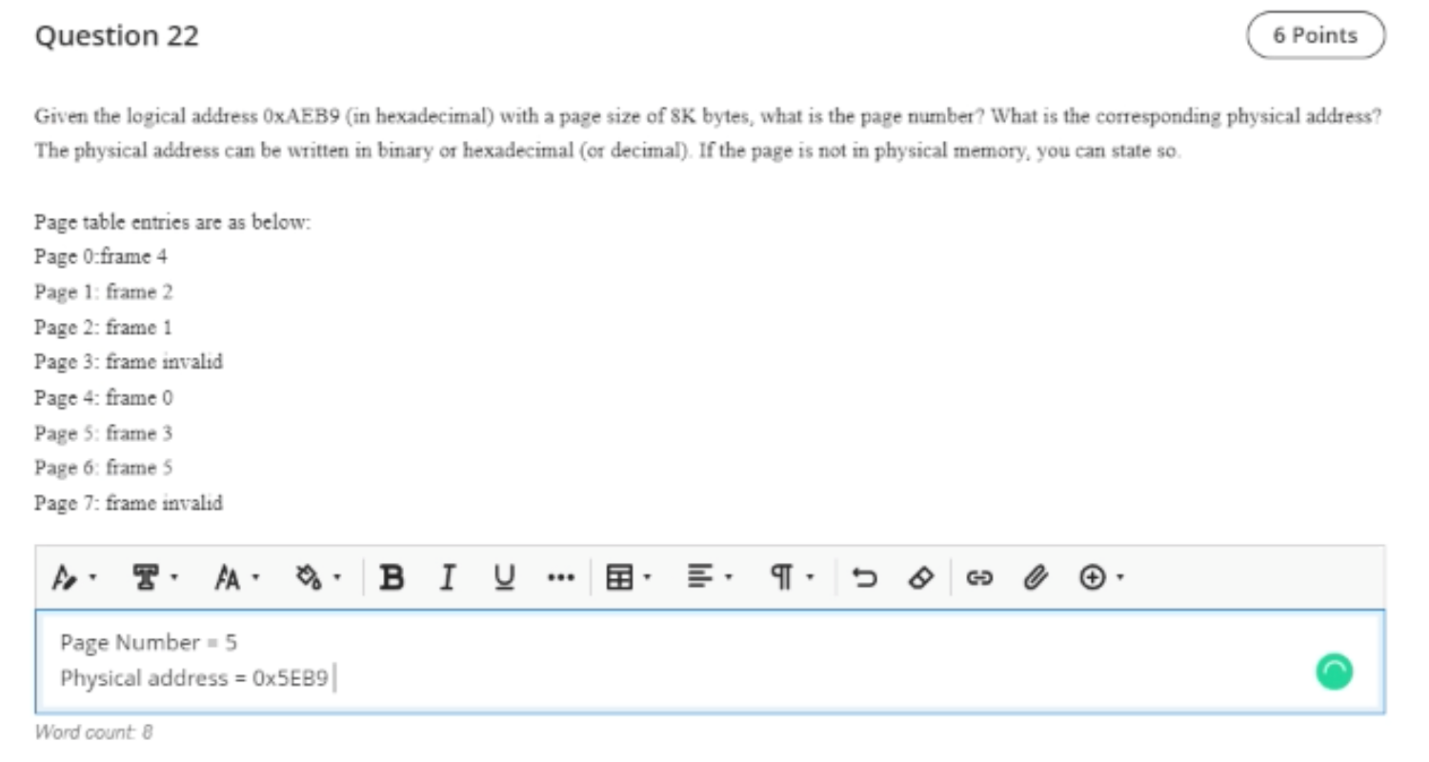 Question 22
6 Points
Given the logical address 0xAEB9 (in hexadecimal) with a page size of 8K bytes, what is the page number? What is the corresponding physical address?
The physical address can be written in binary or hexadecimal (or decimal). If the page is not in physical memory, you can state so.
Page table entries are as below:
Page 0:frame 4
Page 1: frame 2
Page 2: frame 1
Page 3: frame invalid
Page 4: frame 0
Page 5: frame 3
Page 6: frame 5
Page 7: frame invalid
B I U
Page Number = 5
Physical address = 0x5EB9
Word count: 8